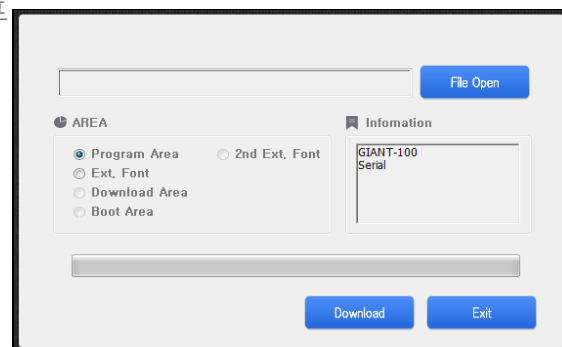 File Open
AREA
Infomation
Program Area
2nd Ext. Font
Ext. Font
Download Area
Boot Area
GIANT-100
Serial
Download
Exit